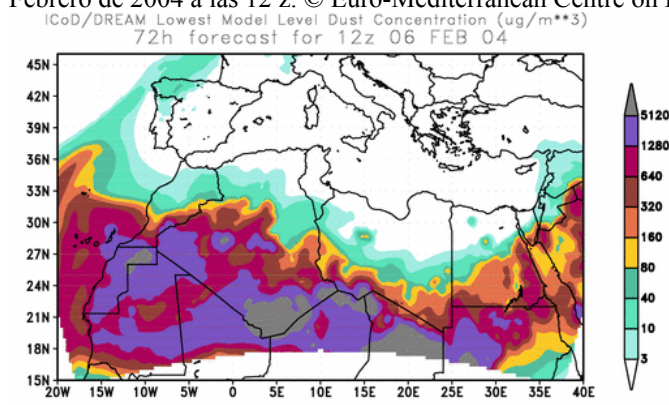 Febrero de 2004 a las 12 z. © Euro-Mediterranean Centre on
ICoD/DREAM Lowest Model Level Dust Concentration (ug/m**3)
72h forecast for 12z 06 FEB 04
45N
42N
39N
36N
33N
30N
27N
24N
21N
18N
15N
20W 15W 10W 5W 0 5E 10E 15E 20E 25E 30E 35E 40E
5120
1280
640
320
160
80
40
10
3